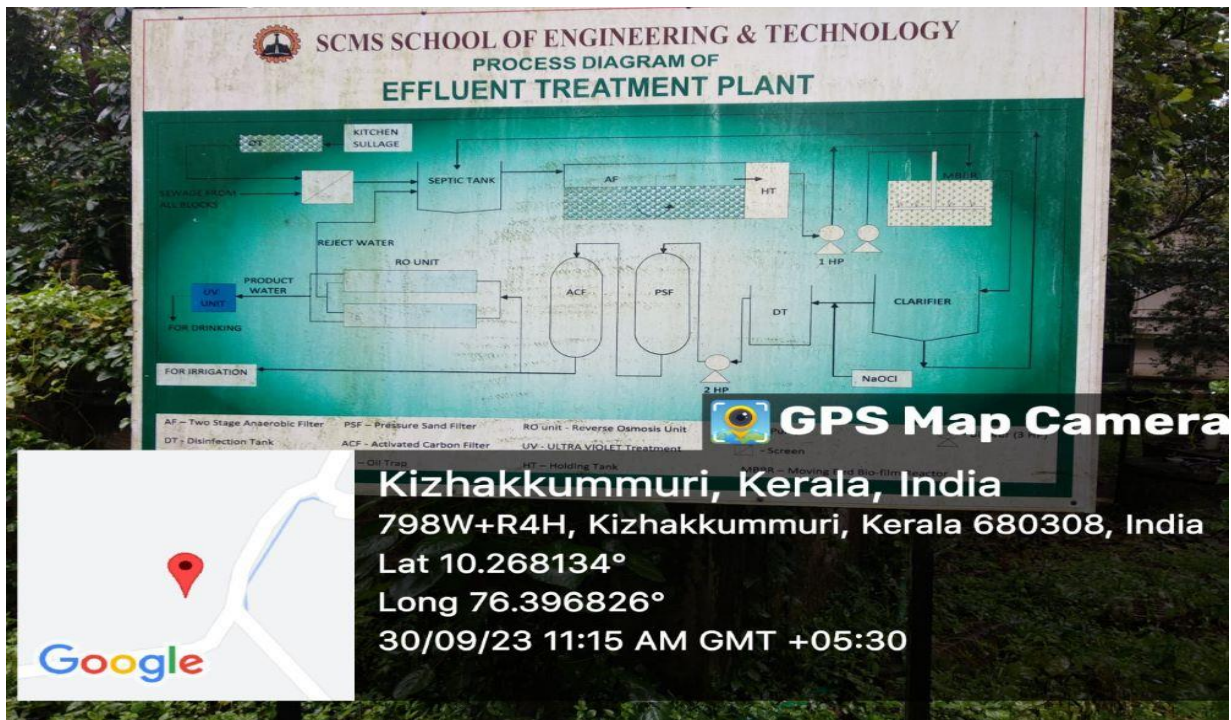 SCMS SCHOOL OF ENGINEERING & TECHNOLOGY
PROCESS DIAGRAM OF
EFFLUENT TREATMENT PLANT
OT
KITCHEN
SULLAGE
SEWAGE FROM
ALL BLOCKS
SEPTIC TANK
AF
HT
MBBR
1 HP
REJECT WATER
RO UNIT
PRODUCT
WATER
UV
UNIT
FOR DRINKING
ACF
PSF
DT
CLARIFIER
FOR IRRIGATION
2 HP
NaOCl
AF – Two Stage Anaerobic Filter
PSF – Pressure Sand Filter
RO unit - Reverse Osmosis Unit
DT - Disinfection Tank
ACF - Activated Carbon Filter
UV - ULTRA VIOLET Treatment
- Screen
– Oil Trap
HT – Holding Tank
MBBR – Moving Bed Bio-film Reactor
GPS Map Camera
Kizhakkummuri, Kerala, India
798W+R4H, Kizhakkummuri, Kerala 680308, India
Lat 10.268134°
Long 76.396826°
30/09/23 11:15 AM GMT +05:30
Google